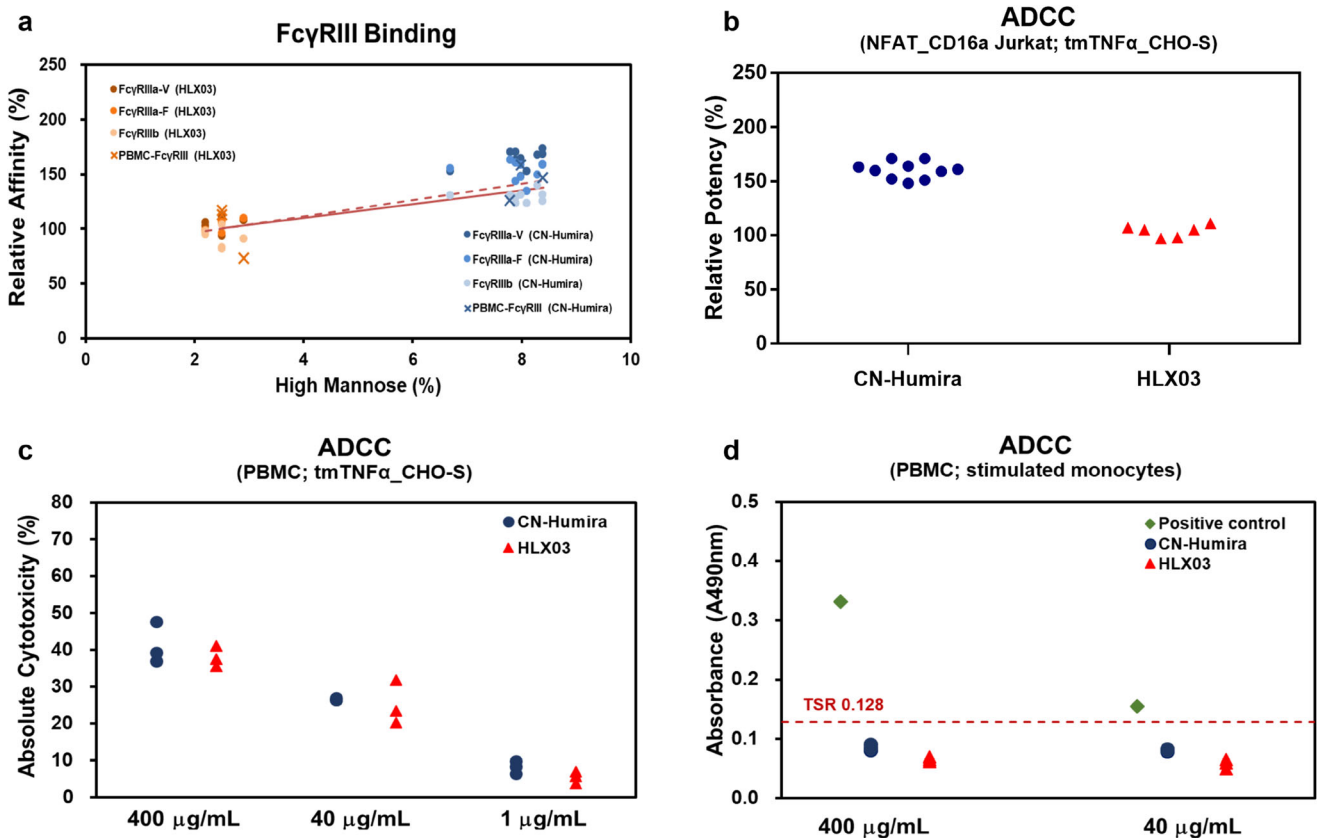 a
FcγRIII Binding
Relative Affinity (%)
250
200
150
100
50
0
FcγRIIIa-V (HLX03)
FcγRIIIa-F (HLX03)
FcγRIIIb (HLX03)
PBMC-FcγRIII (HLX03)
FcγRIIIa-V (CN-Humira)
FcγRIIIa-F (CN-Humira)
FcγRIIIb (CN-Humira)
PBMC-FcγRIII (CN-Humira)
0 2 4 6 8 10
High Mannose (%)
b
ADCC
(NFAT_CD16a Jurkat; tmTNFα_CHO-S)
Relative Potency (%)
250
200
150
100
50
0
CN-Humira HLX03
c
ADCC
(PBMC; tmTNFα_CHO-S)
Absolute Cytotoxicity (%)
80
70
60
50
40
30
20
10
0
CN-Humira
HLX03
400 μg/mL 40 μg/mL 1 μg/mL
d
ADCC
(PBMC; stimulated monocytes)
Absorbance (A490nm)
0.5
0.4
0.3
0.2
0.1
0.0
Positive control
CN-Humira
HLX03
TSR 0.128
400 μg/mL 40 μg/mL